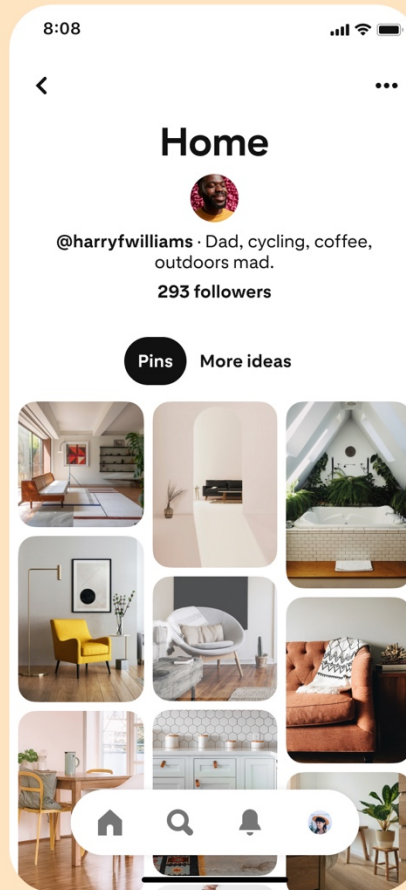 8:08
Home
@harryfwilliams · Dad, cycling, coffee,
outdoors mad.
293 followers
Pins
More ideas